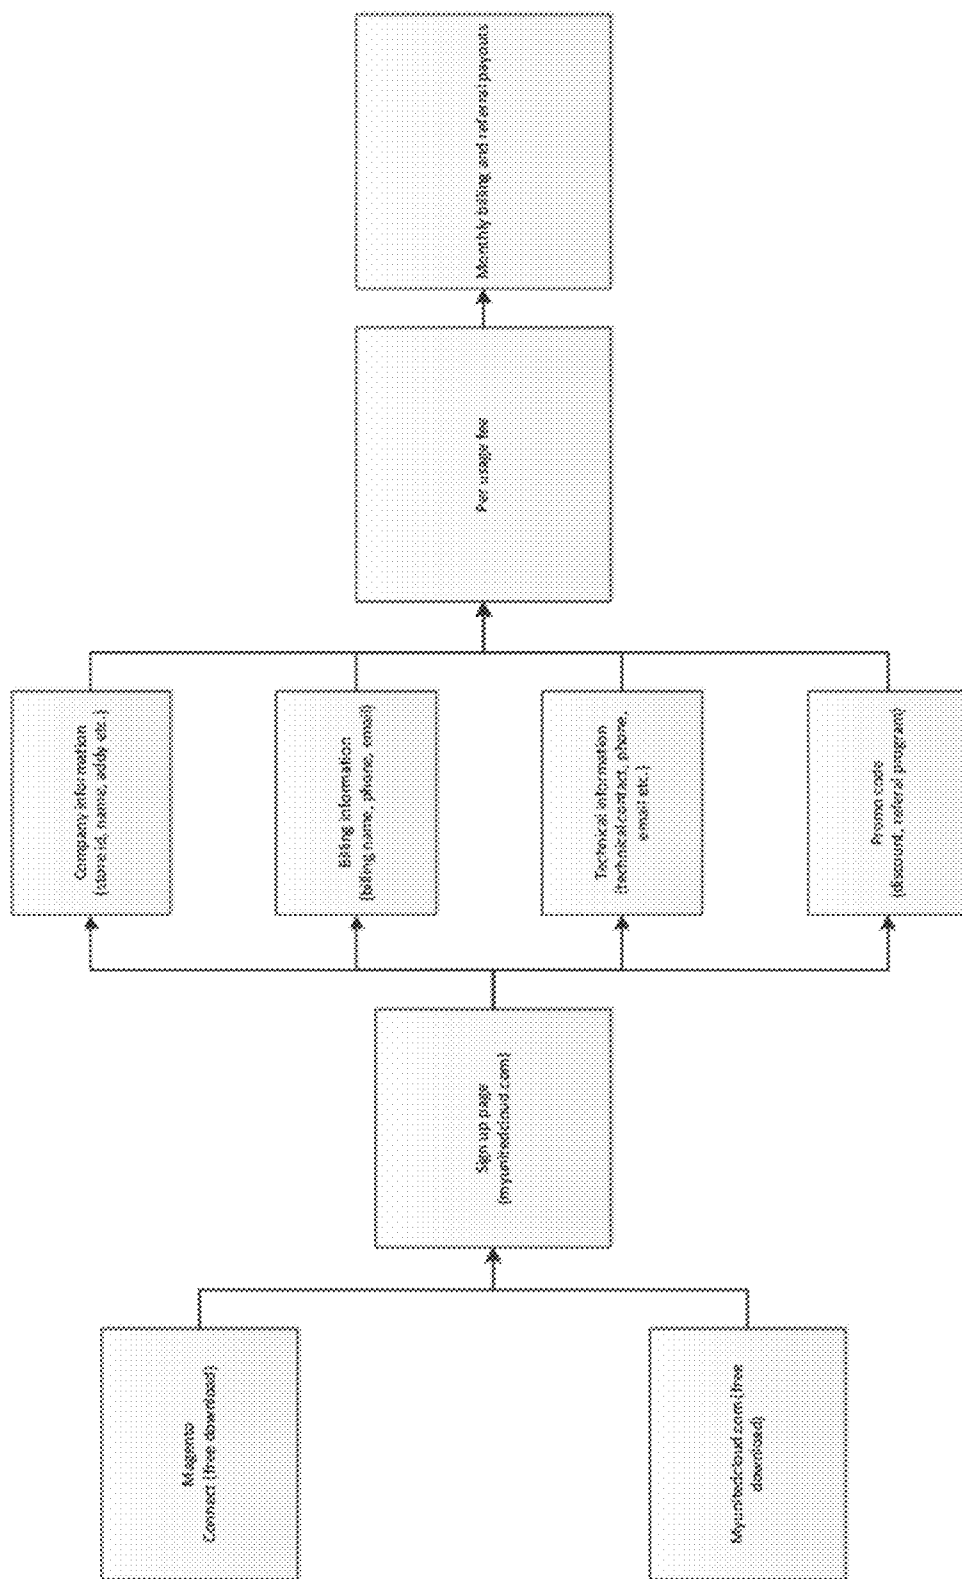 Magento
Connect (free download)
Myunitedcloud.com (free
download)
Sign up page
(myunitedcloud.com)
Company information
(store id, name, addy etc.)
Billing information
(billing name, phone, email)
Technical information
(technical contact, phone,
email etc.)
Promo code
(discount, referal program)
Per usage fee
Monthly billing and referral payouts